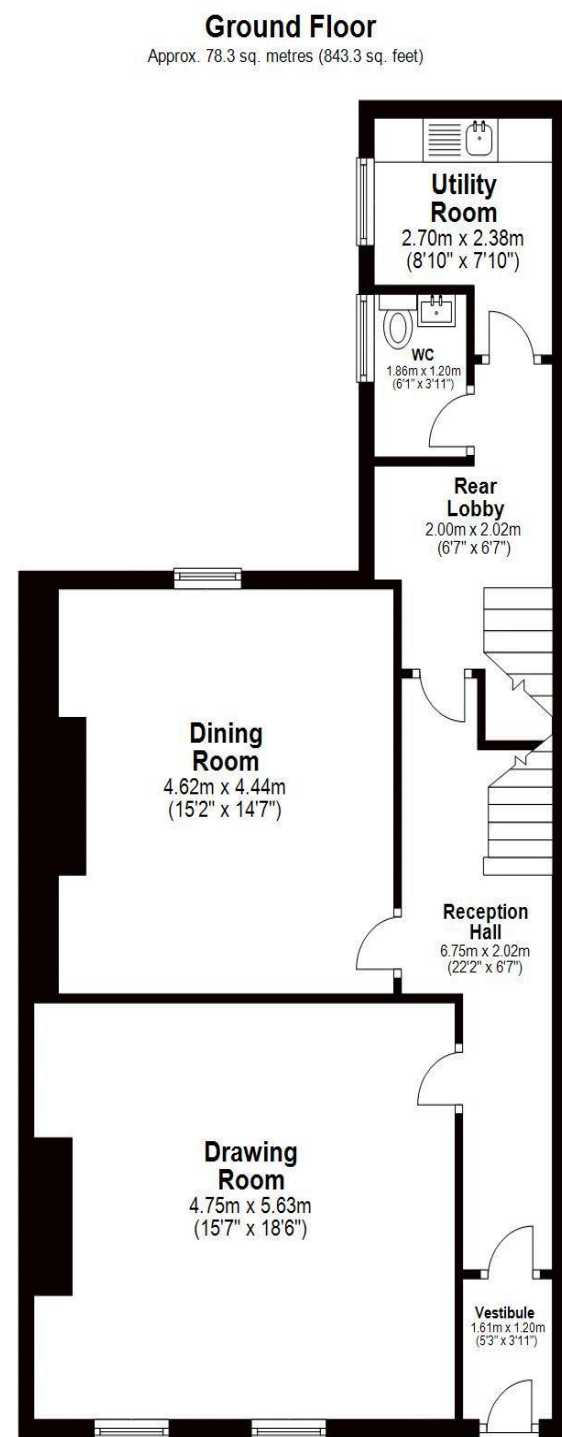 Ground Floor
Approx. 78.3 sq. metres (843.3 sq. feet)
Utility
Room
2.70m x 2.38m
(8'10" x 7'10")
WC
1.86m x 1.20m
(6'1" x 3'11")
Rear
Lobby
2.00m x 2.02m
(6'7" x 6'7")
Dining
Room
4.62m x 4.44m
(15'2" x 14'7")
Reception
Hall
6.75m x 2.02m
(22'2" x 6'7")
Drawing
Room
4.75m x 5.63m
(15'7" x 18'6")
Vestibule
1.61m x 1.20m
(5'3" x 3'11")